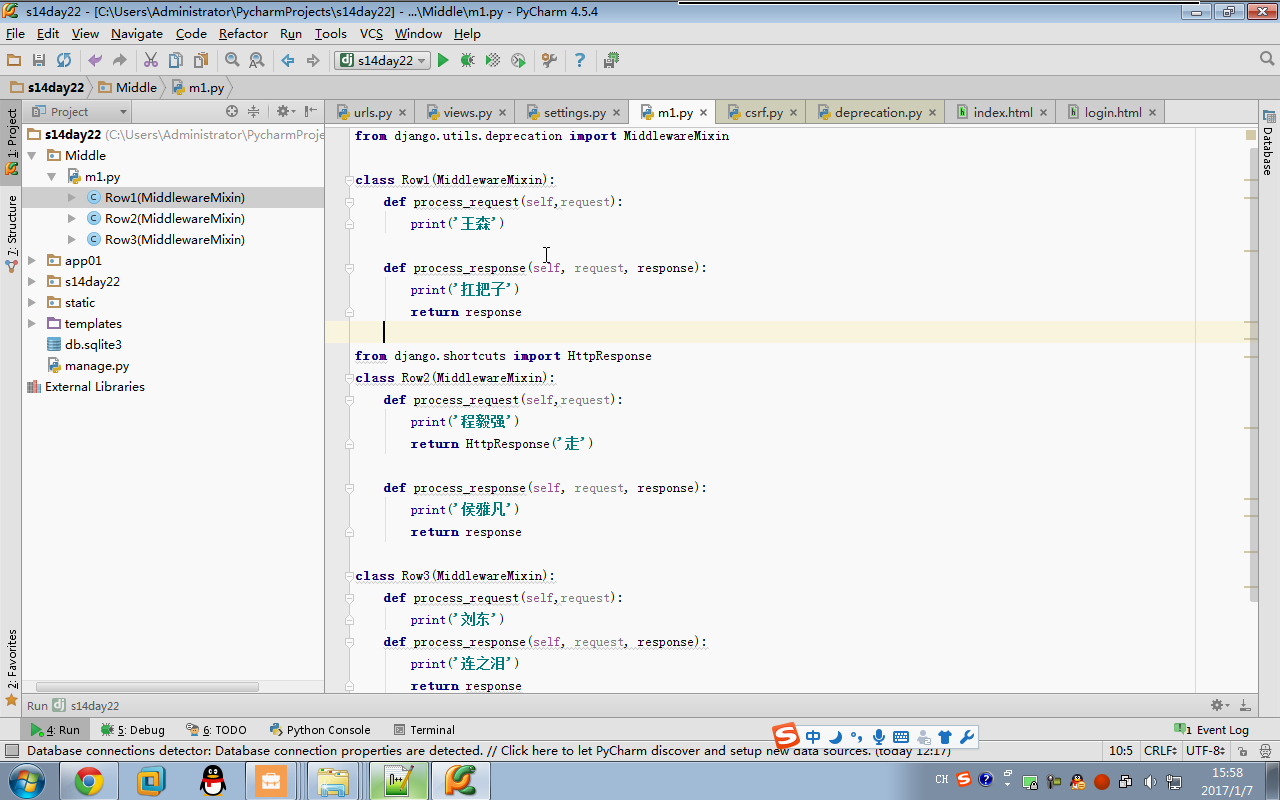 s14day22 - [C:\Users\Administrator\PycharmProjects\s14day22] - ...\Middle\m1.py - PyCharm 4.5.4
File Edit View Navigate Code Refactor Run Tools VCS Window Help
s14day22
s14day22 Middle m1.py
Project
urls.py views.py settings.py m1.py csrf.py deprecation.py index.html login.html
1: Project
7: Structure
2: Favorites
Database
s14day22 (C:\Users\Administrator\PycharmProje
Middle
m1.py
Row1(MiddlewareMixin)
Row2(MiddlewareMixin)
Row3(MiddlewareMixin)
app01
s14day22
static
templates
db.sqlite3
manage.py
External Libraries
from django.utils.deprecation import MiddlewareMixin
class Row1(MiddlewareMixin):
def process_request(self,request):
print('王森')
def process_response(self, request, response):
print('扛把子')
return response
from django.shortcuts import HttpResponse
class Row2(MiddlewareMixin):
def process_request(self,request):
print('程毅强')
return HttpResponse('走')
def process_response(self, request, response):
print('侯雅凡')
return response
class Row3(MiddlewareMixin):
def process_request(self,request):
print('刘东')
def process_response(self, request, response):
print('连之泪')
return response
Run s14day22
4: Run 5: Debug 6: TODO Python Console Terminal
中
1 Event Log
Database connections detector: Database connection properties are detected. // Click here to let PyCharm discover and setup new data sources. (today 12:17)
10:5 CRLF UTF-8
CH
15:58
2017/1/7